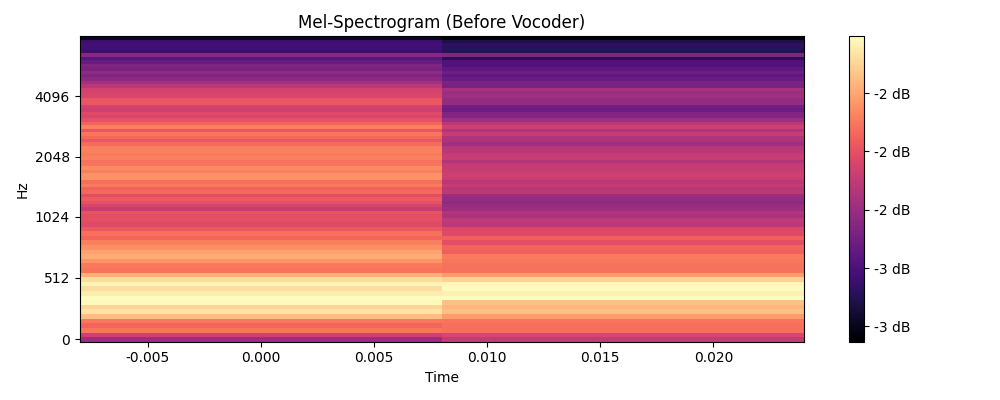 Mel-Spectrogram (Before Vocoder)
Hz
4096
2048
1024
512
0
-0.005 0.000 0.005 0.010 0.015 0.020
Time
-2 dB
-2 dB
-2 dB
-3 dB
-3 dB